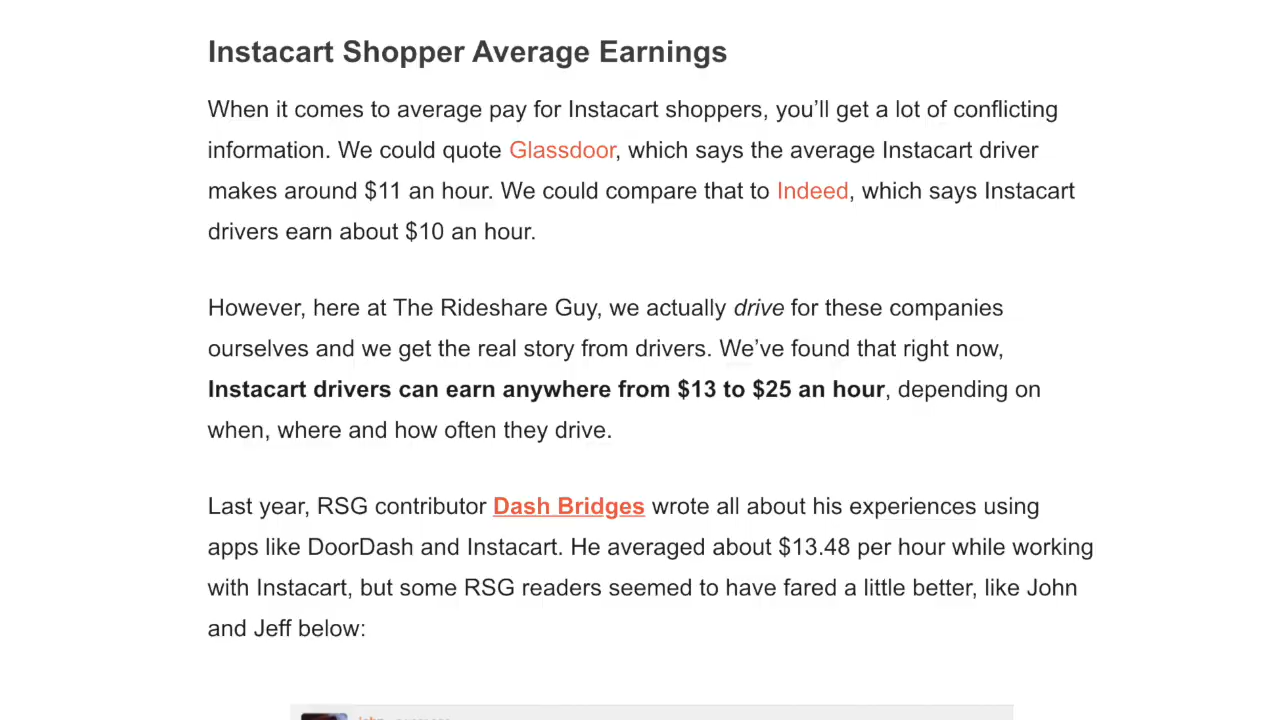 Instacart Shopper Average Earnings
When it comes to average pay for Instacart shoppers, you’ll get a lot of conflicting
information. We could quote Glassdoor, which says the average Instacart driver
makes around $11 an hour. We could compare that to Indeed, which says Instacart
drivers earn about $10 an hour.
However, here at The Rideshare Guy, we actually drive for these companies
ourselves and we get the real story from drivers. We’ve found that right now,
Instacart drivers can earn anywhere from $13 to $25 an hour, depending on
when, where and how often they drive.
Last year, RSG contributor Dash Bridges wrote all about his experiences using
apps like DoorDash and Instacart. He averaged about $13.48 per hour while working
with Instacart, but some RSG readers seemed to have fared a little better, like John
and Jeff below: